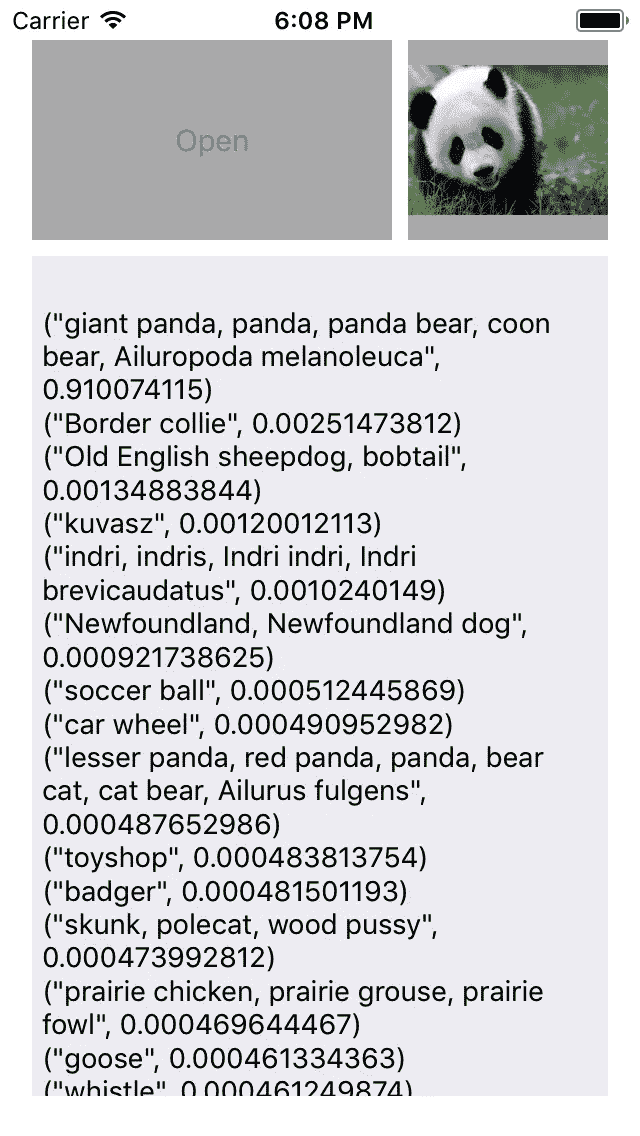 Carrier 6:08 PM
Open
("giant panda, panda, panda bear, coon
bear, Ailuropoda melanoleuca",
0.910074115)
("Border collie", 0.00251473812)
("Old English sheepdog, bobtail",
0.00134883844)
("kuvasz", 0.00120012113)
("indri, indris, Indri indri, Indri
brevicaudatus", 0.0010240149)
("Newfoundland, Newfoundland dog",
0.000921738625)
("soccer ball", 0.000512445869)
("car wheel", 0.000490952982)
("lesser panda, red panda, panda, bear
cat, cat bear, Ailurus fulgens",
0.000487652986)
("toyshop", 0.000483813754)
("badger", 0.000481501193)
("skunk, polecat, wood pussy",
0.000473992812)
("prairie chicken, prairie grouse, prairie
fowl", 0.000469644467)
("goose", 0.000461334363)
("whistle", 0.000461249874)